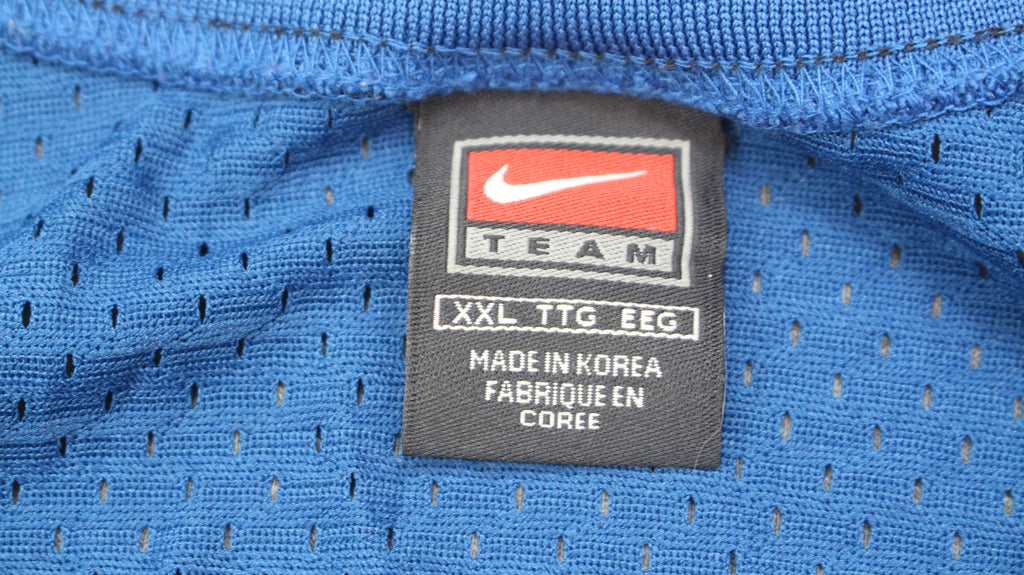 TEAM
XXL TTG EEG
MADE IN KOREA
FABRIQUE EN
COREE